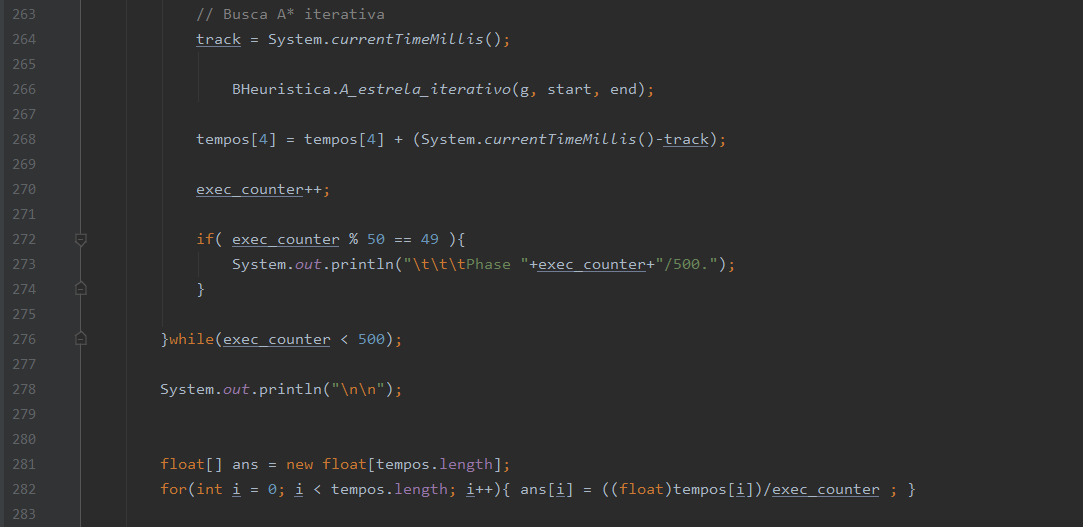 263 // Busca A* iterativa
264 track = System.currentTimeMillis();
265
266 BHeuristica.A_estrela_iterativo(g, start, end);
267
268 tempos[4] = tempos[4] + (System.currentTimeMillis()-track);
269
270 exec_counter++;
271
272 if( exec_counter % 50 == 49 ){
273 System.out.println("\t\t\tPhase "+exec_counter+"/500.");
274 }
275
276 }while(exec_counter < 500);
277
278 System.out.println("\n\n");
279
280
281 float[] ans = new float[tempos.length];
282 for(int i = 0; i < tempos.length; i++){ ans[i] = ((float)tempos[i])/exec_counter ; }
283